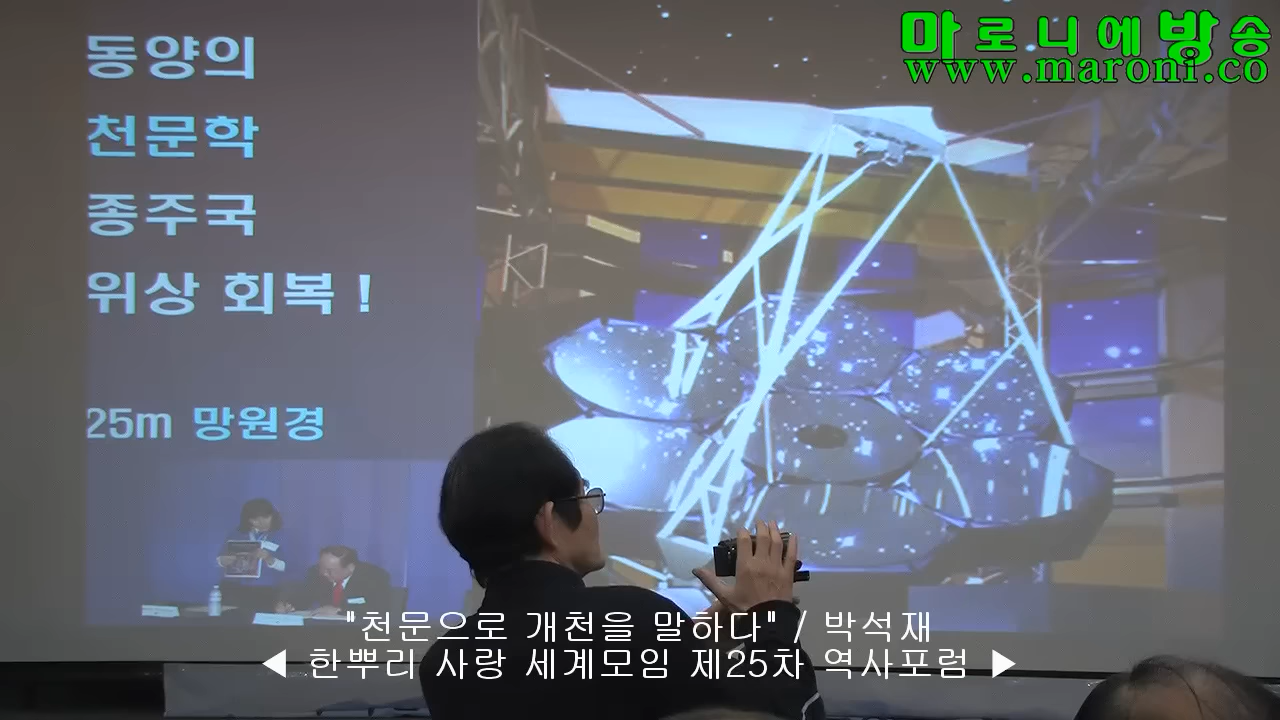 동양의
천문학
종주국
위상 회복 !
25m 망원경
마로니에방송
www.maroni.co
"천문으로 개천을 말하다" / 박석재
◀ 한뿌리 사랑 세계모임 제25차 역사포럼 ▶